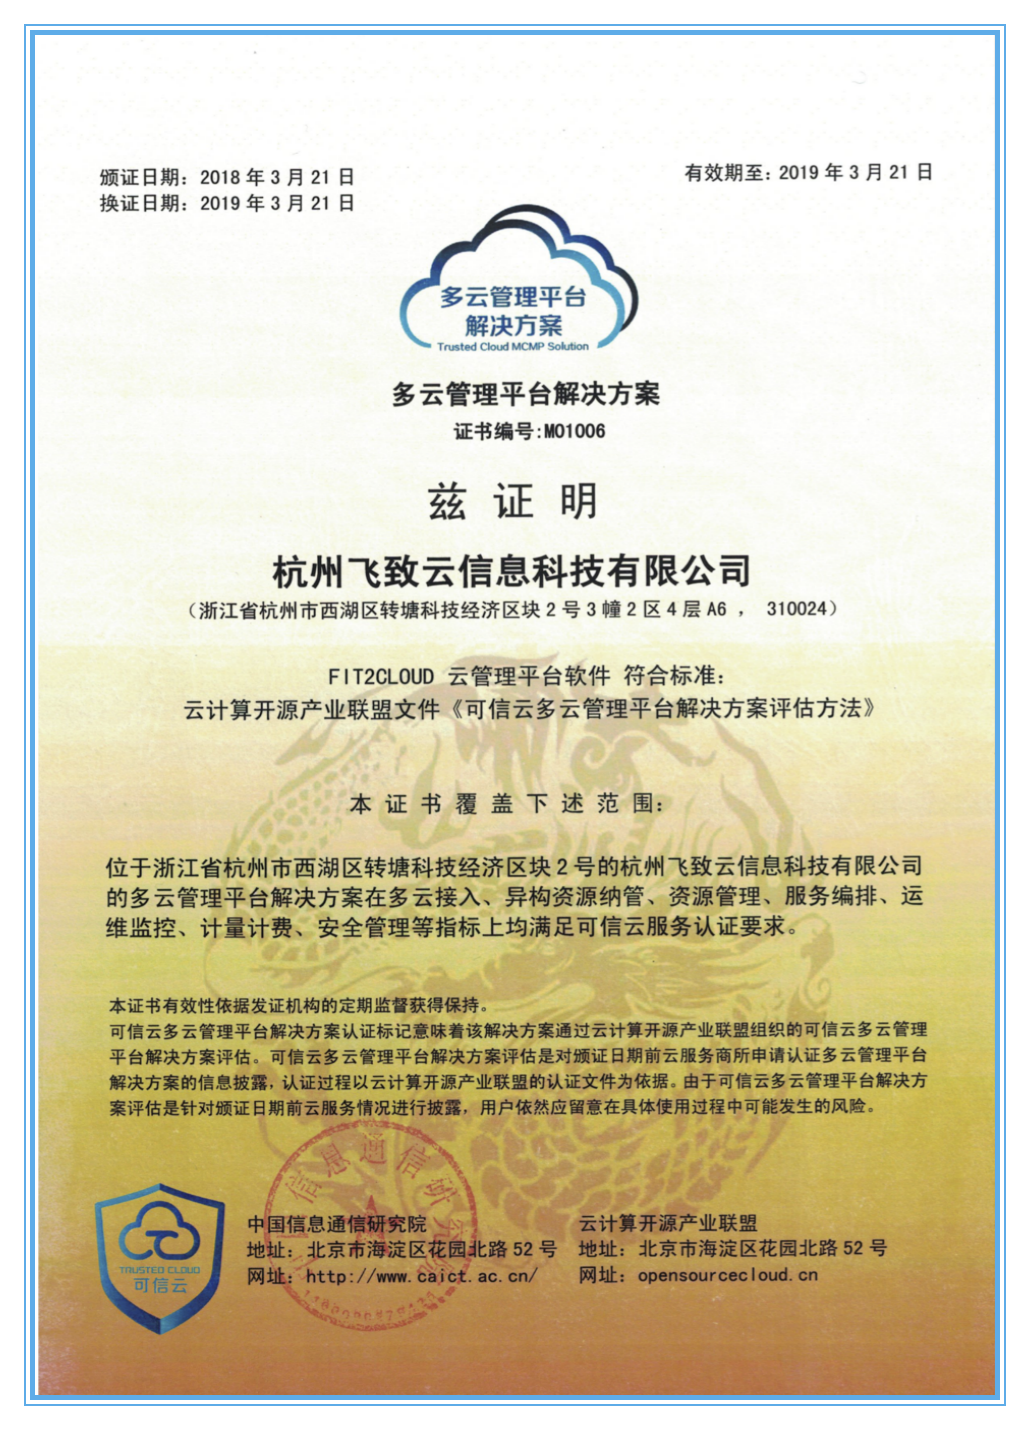 颁证日期：2018 年 3 月 21 日
换证日期：2019 年 3 月 21 日
有效期至：2019 年 3 月 21 日
多云管理平台
解决方案
Trusted Cloud MCMP Solution
多云管理平台解决方案
证书编号:M01006
兹 证 明
杭州飞致云信息科技有限公司
（浙江省杭州市西湖区转塘科技经济区块 2 号 3 幢 2 区 4 层 A6 ， 310024）
FIT2CLOUD 云管理平台软件 符合标准：
云计算开源产业联盟文件《可信云多云管理平台解决方案评估方法》
本 证 书 覆 盖 下 述 范 围：
位于浙江省杭州市西湖区转塘科技经济区块 2 号的杭州飞致云信息科技有限公司
的多云管理平台解决方案在多云接入、异构资源纳管、资源管理、服务编排、运
维监控、计量计费、安全管理等指标上均满足可信云服务认证要求。
本证书有效性依据发证机构的定期监督获得保持。
可信云多云管理平台解决方案认证标记意味着该解决方案通过云计算开源产业联盟组织的可信云多云管理
平台解决方案评估。可信云多云管理平台解决方案评估是对颁证日期前云服务商所申请认证多云管理平台
解决方案的信息披露，认证过程以云计算开源产业联盟的认证文件为依据。由于可信云多云管理平台解决方
案评估是针对颁证日期前云服务情况进行披露，用户依然应留意在具体使用过程中可能发生的风险。
信息通信研究
TRUSTED CLOUD
可信云
中国信息通信研究院
地址：北京市海淀区花园北路 52 号
网址：http://www.caict.ac.cn/
云计算开源产业联盟
地址：北京市海淀区花园北路 52 号
网址：opensourcecloud.cn